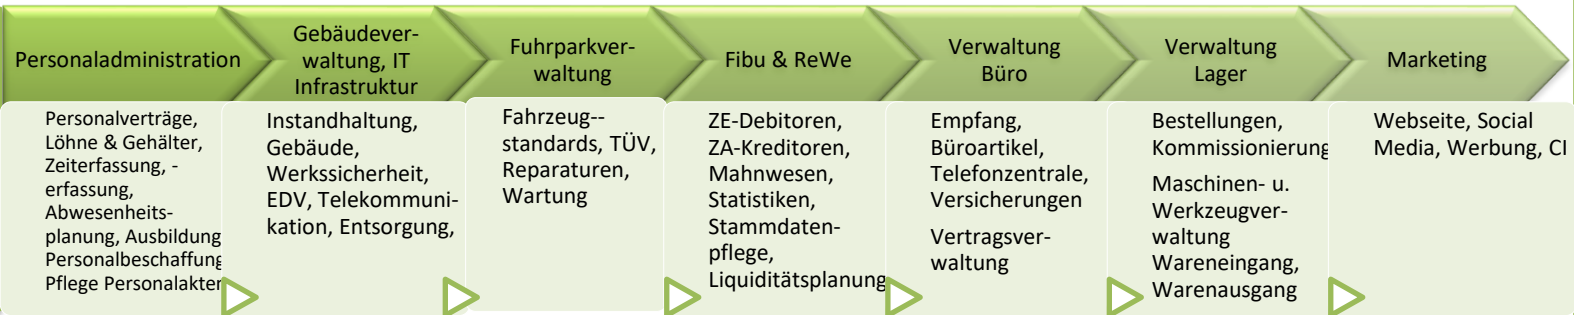 Personaladministration
Gebäudever-
waltung, IT
Infrastruktur
Fuhrparkver-
waltung
Fibu & ReWe
Verwaltung
Büro
Verwaltung
Lager
Marketing
Personalverträge,
Löhne & Gehälter,
Zeiterfassung, -
erfassung,
Abwesenheits-
planung, Ausbildung
Personalbeschaffung
Pflege Personalakten
Instandhaltung,
Gebäude,
Werkssicherheit,
EDV, Telekommuni-
kation, Entsorgung,
Fahrzeug--
standards, TÜV,
Reparaturen,
Wartung
ZE-Debitoren,
ZA-Kreditoren,
Mahnwesen,
Statistiken,
Stammdaten-
pflege,
Liquiditätsplanung
Empfang,
Büroartikel,
Telefonzentrale,
Versicherungen
Vertragsver-
waltung
Bestellungen,
Kommissionierung
Maschinen- u.
Werkzeugver-
waltung
Wareneingang,
Warenausgang
Webseite, Social
Media, Werbung, CI